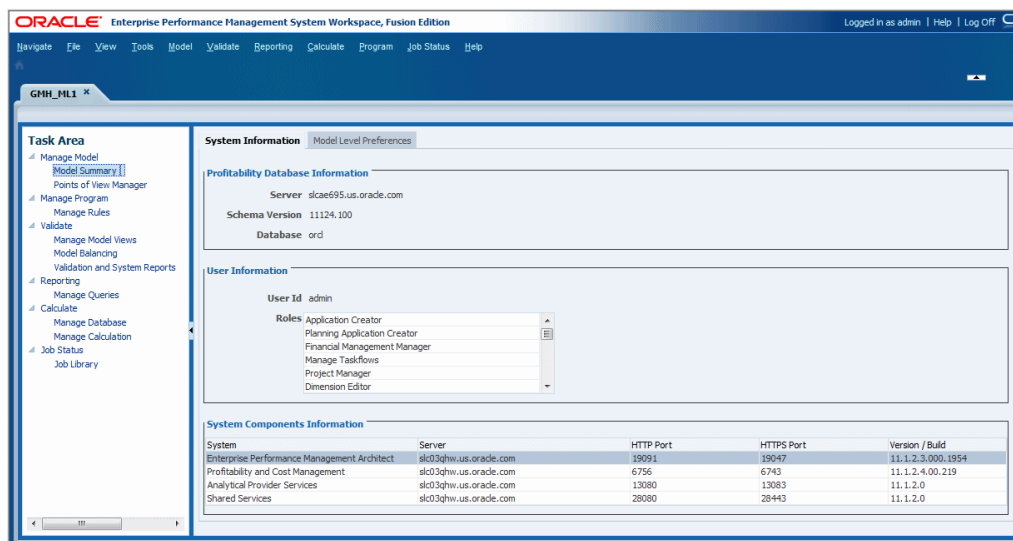 ORACLE Enterprise Performance Management System Workspace, Fusion Edition
Logged in as admin | Help | Log Off
Navigate File View Tools Model Validate Reporting Calculate Program Job Status Help
GMH_ML1
Task Area
Manage Model
Model Summary
Points of View Manager
Manage Program
Manage Rules
Validate
Manage Model Views
Model Balancing
Validation and System Reports
Reporting
Manage Queries
Calculate
Manage Database
Manage Calculation
Job Status
Job Library
System Information Model Level Preferences
Profitability Database Information
Server slcae695.us.oracle.com
Schema Version 11124.100
Database orcl
User Information
User Id admin
Roles Application Creator
Planning Application Creator
Financial Management Manager
Manage Taskflows
Project Manager
Dimension Editor
System Components Information
System Server HTTP Port HTTPS Port Version / Build
Enterprise Performance Management Architect slc03qhw.us.oracle.com 19091 19047 11.1.2.3.000.1954
Profitability and Cost Management slc03qhw.us.oracle.com 6756 6743 11.1.2.4.00.219
Analytical Provider Services slc03qhw.us.oracle.com 13080 13083 11.1.2.0
Shared Services slc03qhw.us.oracle.com 28080 28443 11.1.2.0